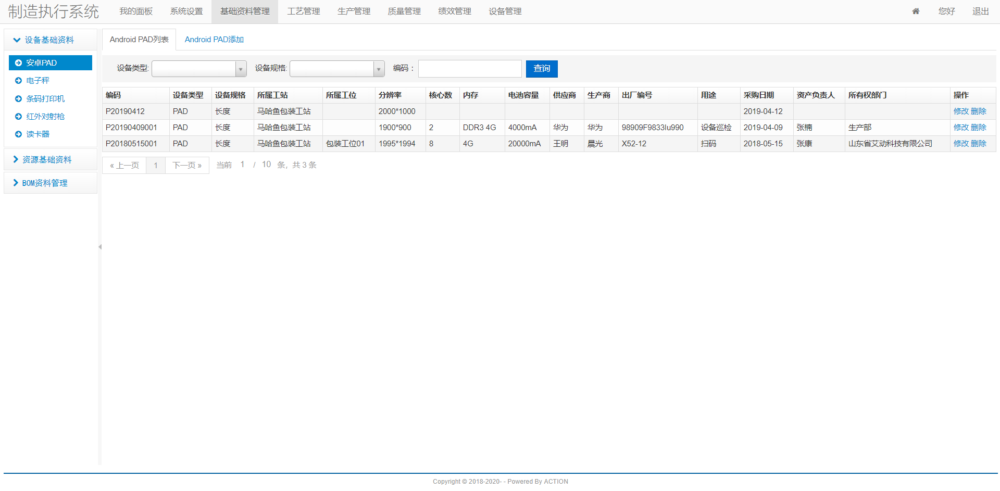 制造执行系统 我的面板 系统设置 基础资料管理 工艺管理 生产管理 质量管理 绩效管理 设备管理 您好 退出
设备基础资料
安卓PAD
电子秤
条码打印机
红外对射枪
读卡器
资源基础资料
BOM资料管理
Android PAD列表 Android PAD添加
设备类型: 设备规格: 编码： 查询
编码 设备类型 设备规格 所属工站 所属工位 分辨率 核心数 内存 电池容量 供应商 生产商 出厂编号 用途 采购日期 资产负责人 所有权部门 操作
P20190412 PAD 长度 马哈鱼包装工站 2000*1000 2019-04-12 修改 删除
P20190409001 PAD 长度 马哈鱼包装工站 1900*900 2 DDR3 4G 4000mA 华为 华为 98909F9833Iu990 设备巡检 2019-04-09 张楠 生产部 修改 删除
P20180515001 PAD 长度 马哈鱼包装工站 包装工位01 1995*1994 8 4G 20000mA 王明 晨光 X52-12 扫码 2018-05-15 张康 山东省艾动科技有限公司 修改 删除
« 上一页 1 下一页 » 当前 1 / 10 条，共 3 条
Copyright © 2018-2020- - Powered By ACTION